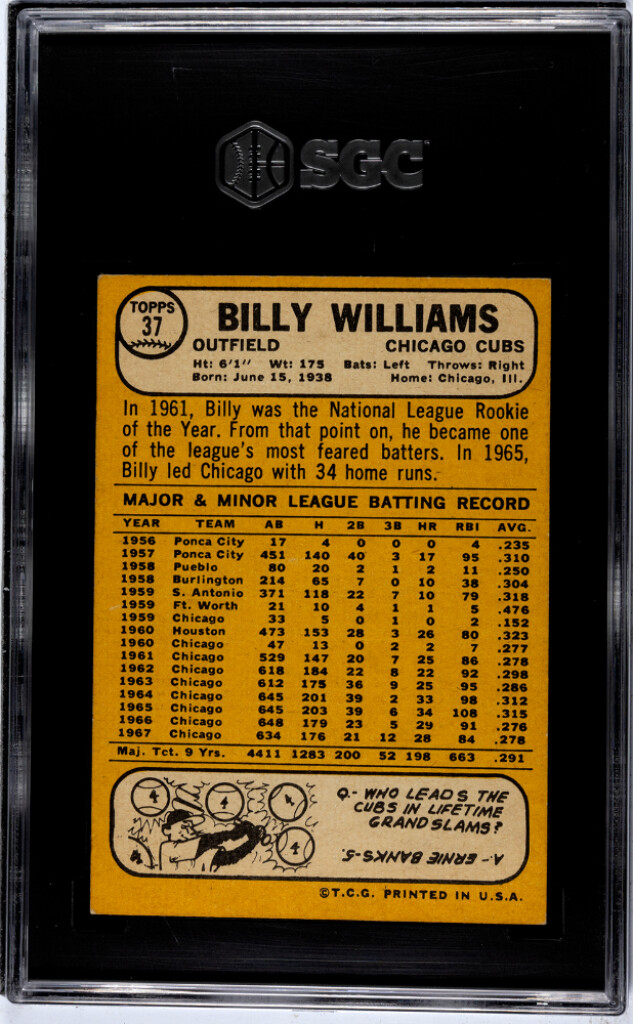 SGC
TOPPS
37
BILLY WILLIAMS
OUTFIELD CHICAGO CUBS
Ht: 6'1" Wt: 175 Bats: Left Throws: Right
Born: June 15, 1938 Home: Chicago, Ill.
In 1961, Billy was the National League Rookie
of the Year. From that point on, he became one
of the league's most feared batters. In 1965,
Billy led Chicago with 34 home runs.
MAJOR & MINOR LEAGUE BATTING RECORD
YEAR TEAM AB H 2B 3B HR RBI AVG.
1956 Ponca City 17 4 0 0 0 4 .235
1957 Ponca City 451 140 40 3 17 95 .310
1958 Pueblo 80 20 2 1 2 11 .250
1958 Burlington 214 65 7 0 10 38 .304
1959 S. Antonio 371 118 22 7 10 79 .318
1959 Ft. Worth 21 10 4 1 1 5 .476
1959 Chicago 33 5 0 1 0 2 .152
1960 Houston 473 153 28 3 26 80 .323
1960 Chicago 47 13 0 2 2 7 .277
1961 Chicago 529 147 20 7 25 86 .278
1962 Chicago 618 184 22 8 22 92 .298
1963 Chicago 612 175 36 9 25 95 .286
1964 Chicago 645 201 39 2 33 98 .312
1965 Chicago 645 203 39 6 34 108 .315
1966 Chicago 648 179 23 5 29 91 .276
1967 Chicago 634 176 21 12 28 84 .278
Maj. Tct. 9 Yrs. 4411 1283 200 52 198 663 .291
4 4 4
4 4
Q.- WHO LEADS THE
CUBS IN LIFETIME
GRAND SLAMS?
A.- ERNIE BANKS-5.
©T.C.G. PRINTED IN U.S.A.